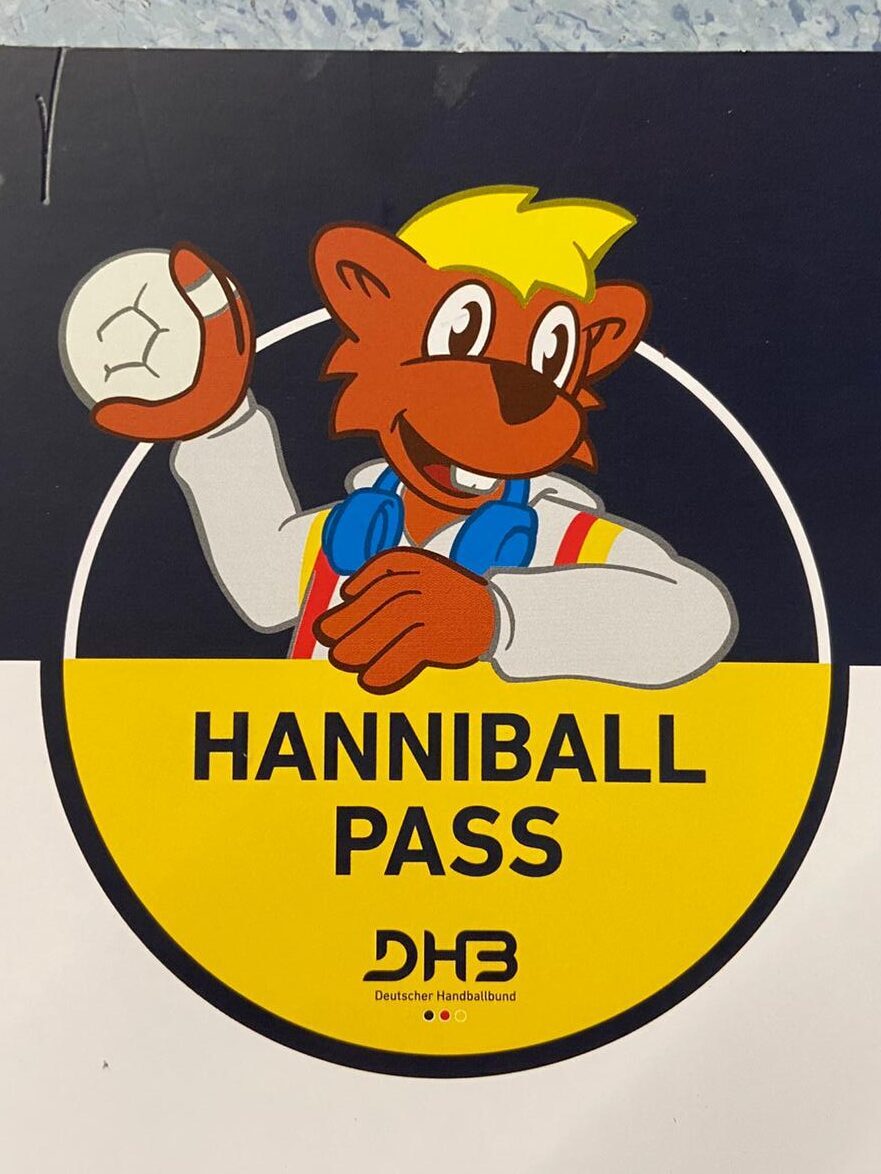 HANNIBALL
PASS
DHB
Deutscher Handballbund